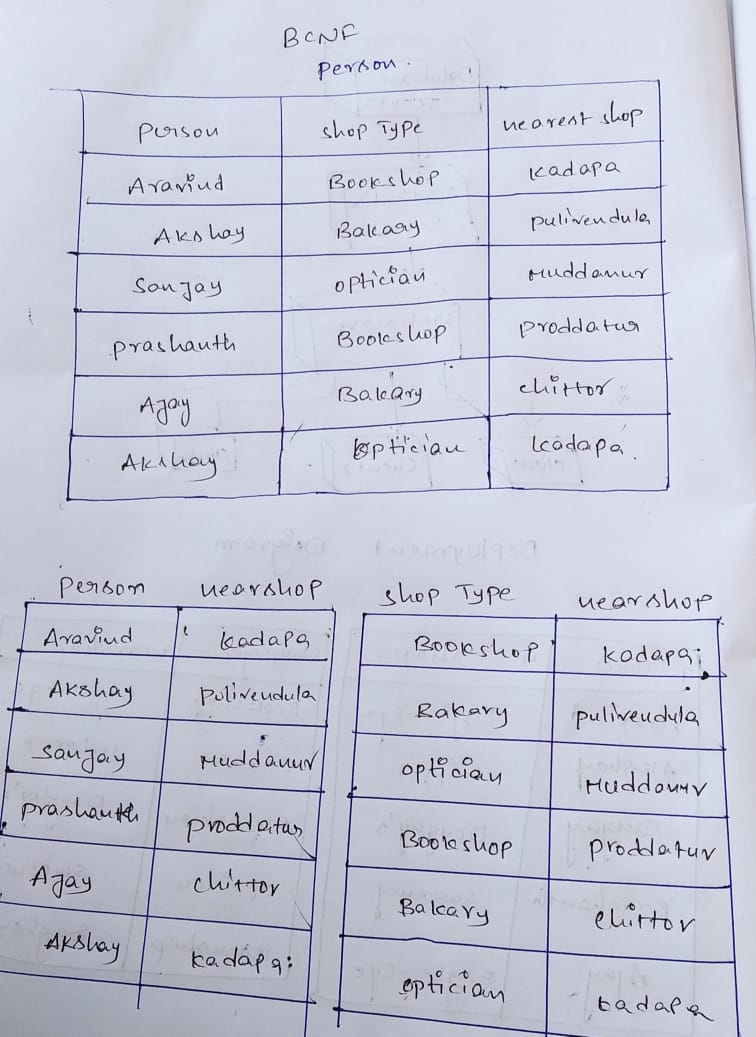 BCNF
Person.
Person Shop Type nearest shop
Aravind Bookshop Kadapa
Akshay Bakary pulivendula
Sanjay optician Muddanur
prashanth Bookshop Proddatur
Ajay Bakary chittor
Akshay optician Kadapa.
Person nearshop
Aravind kadapa
Akshay Pulivendula
Sanjay Muddanur
prashanth proddatur
Ajay Chittor
Akshay kadapa
Shop Type nearshop
Bookshop kadapa
Bakary pulivendula
optician Muddanur
Bookshop proddatur
Bakary chittor
optician kadapa